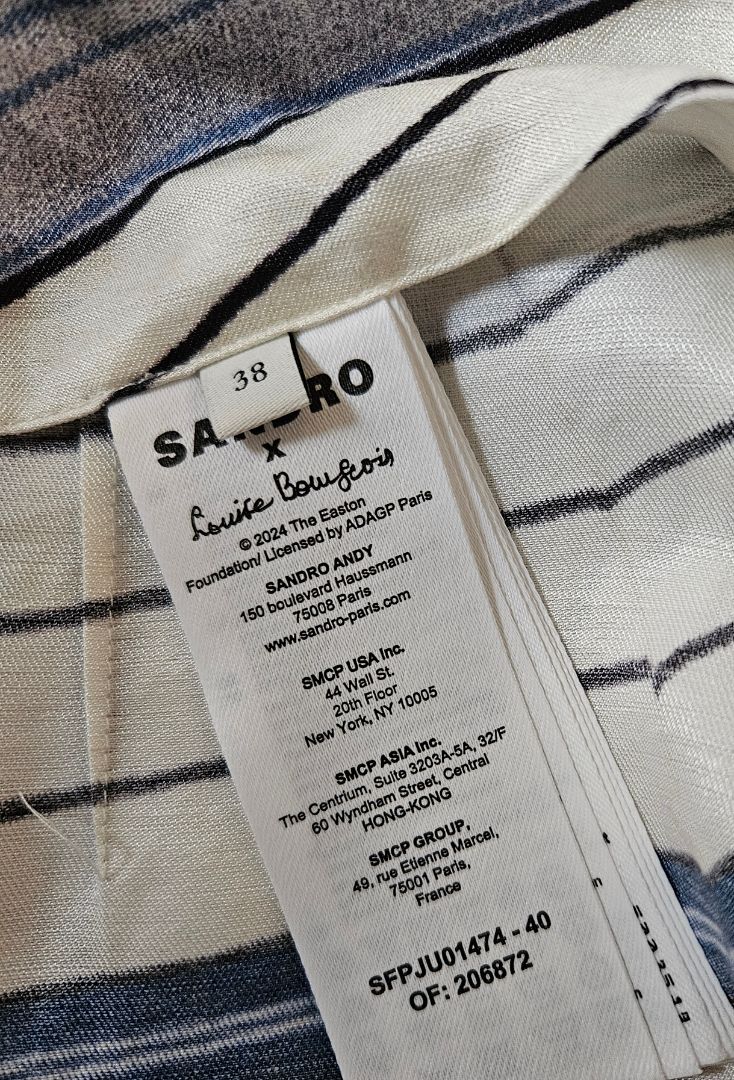 38
SANDRO
x
Louise Bourgeois
© 2024 The Easton
Foundation/ Licensed by ADAGP Paris
SANDRO ANDY
150 boulevard Haussmann
75008 Paris
www.sandro-paris.com
SMCP USA Inc.
44 Wall St.
20th Floor
New York, NY 10005
SMCP ASIA Inc.
The Centrium, Suite 3203A-5A, 32/F
60 Wyndham Street, Central
HONG-KONG
SMCP GROUP,
49, rue Etienne Marcel,
75001 Paris,
France
SFPJU01474 - 40
OF: 206872